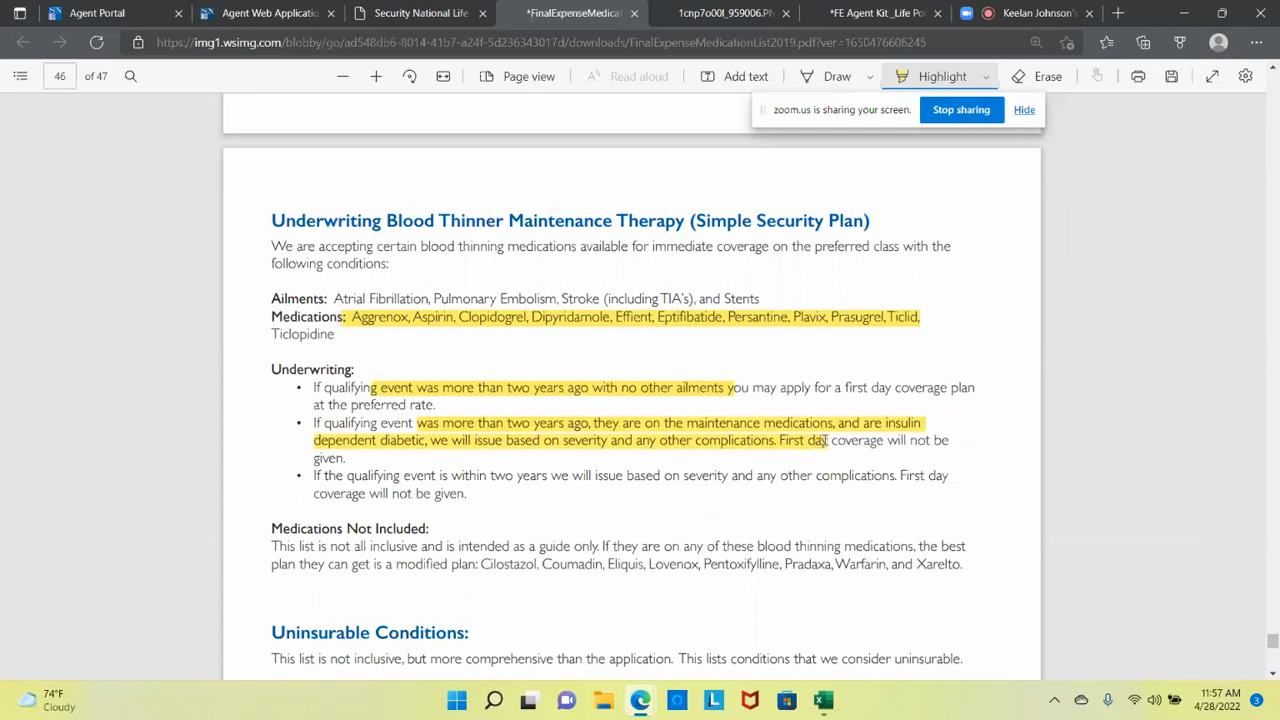 Agent Portal
Agent Web Applicatio
Security National Life
*FinalExpenseMedicat
1cnp7o00l_959006.PN
*FE Agent Kit _Life Po
Keelan Johnson's
https://img1.wsimg.com/blobby/go/ad548db6-8014-41b7-a24f-5d236343017d/downloads/FinalExpenseMedicationList2019.pdf?ver=1650476606245
46 of 47
Page view
Read aloud
Add text
Draw
Highlight
Erase
zoom.us is sharing your screen.
Stop sharing
Hide
Underwriting Blood Thinner Maintenance Therapy (Simple Security Plan)
We are accepting certain blood thinning medications available for immediate coverage on the preferred class with the
following conditions:
Ailments: Atrial Fibrillation, Pulmonary Embolism, Stroke (including TIA's), and Stents
Medications: Aggrenox, Aspirin, Clopidogrel, Dipyridamole, Effient, Eptifibatide, Persantine, Plavix, Prasugrel, Ticlid,
Ticlopidine
Underwriting:
• If qualifying event was more than two years ago with no other ailments you may apply for a first day coverage plan
at the preferred rate.
• If qualifying event was more than two years ago, they are on the maintenance medications, and are insulin
dependent diabetic, we will issue based on severity and any other complications. First day coverage will not be
given.
• If the qualifying event is within two years we will issue based on severity and any other complications. First day
coverage will not be given.
Medications Not Included:
This list is not all inclusive and is intended as a guide only. If they are on any of these blood thinning medications, the best
plan they can get is a modified plan: Cilostazol, Coumadin, Eliquis, Lovenox, Pentoxifylline, Pradaxa, Warfarin, and Xarelto.
Uninsurable Conditions:
This list is not inclusive, but more comprehensive than the application. This lists conditions that we consider uninsurable.
74°F
Cloudy
11:57 AM
4/28/2022
3